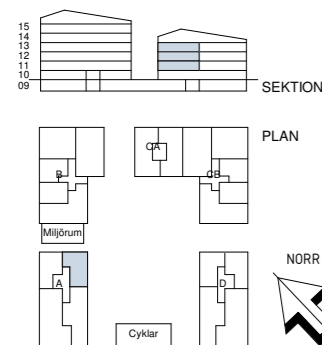 15
14
13
12
11
10
09
SEKTION
PLAN
CA
B
CB
Miljörum
NORR
A
D
Cyklar